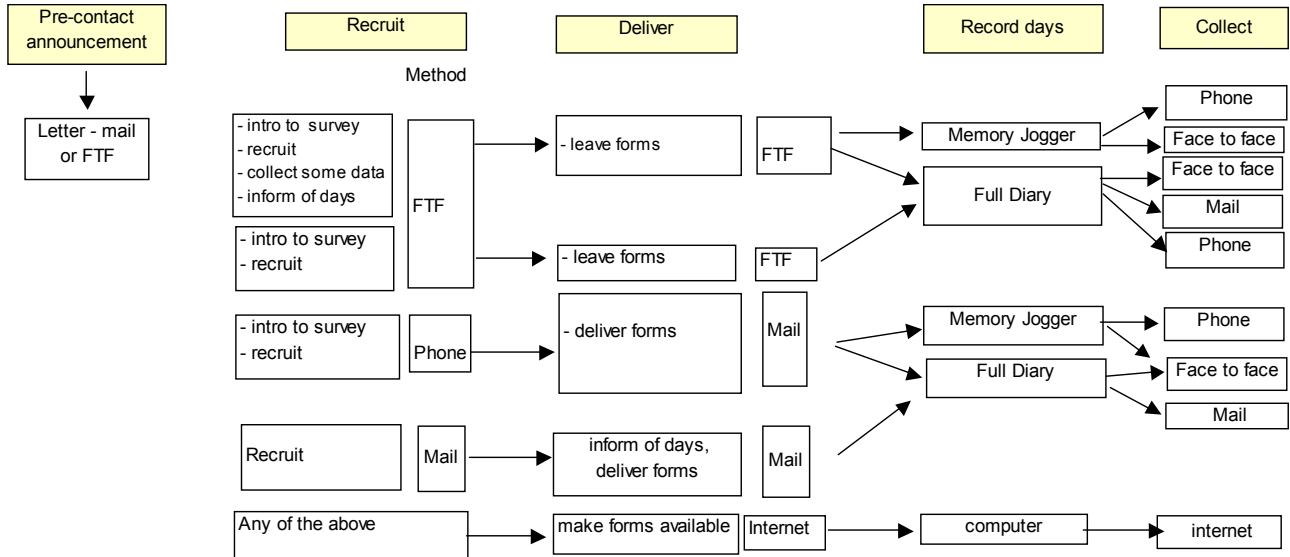 Pre-contact
announcement
Recruit
Deliver
Record days
Collect
Method
Letter - mail
or FTF
- intro to survey
- recruit
- collect some data
- inform of days
FTF
- leave forms
FTF
Memory Jogger
Phone
Face to face
Full Diary
Face to face
Mail
Phone
- intro to survey
- recruit
- leave forms
FTF
- intro to survey
- recruit
Phone
- deliver forms
Mail
Memory Jogger
Phone
Full Diary
Face to face
Mail
Recruit
Mail
inform of days,
deliver forms
Mail
Any of the above
make forms available
Internet
computer
internet